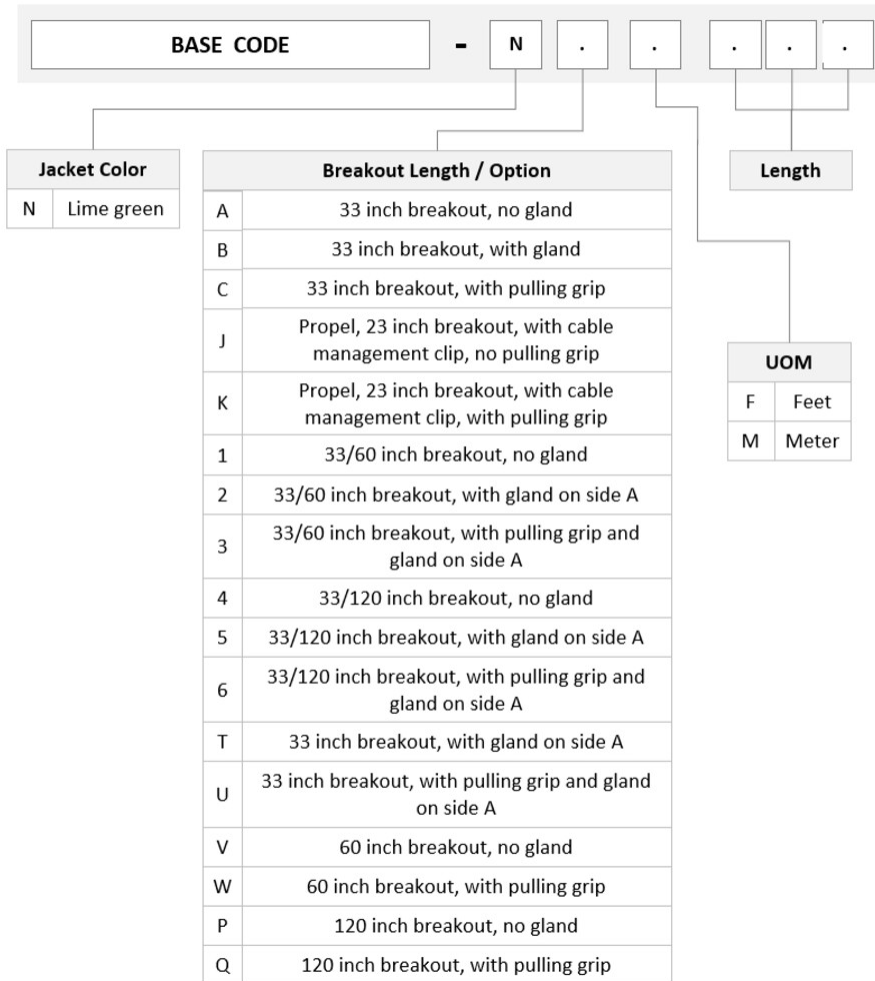 BASE CODE - N . . . . .
Jacket Color
N Lime green
Breakout Length / Option
A 33 inch breakout, no gland
B 33 inch breakout, with gland
C 33 inch breakout, with pulling grip
J Propel, 23 inch breakout, with cable
management clip, no pulling grip
K Propel, 23 inch breakout, with cable
management clip, with pulling grip
1 33/60 inch breakout, no gland
2 33/60 inch breakout, with gland on side A
3 33/60 inch breakout, with pulling grip and
gland on side A
4 33/120 inch breakout, no gland
5 33/120 inch breakout, with gland on side A
6 33/120 inch breakout, with pulling grip and
gland on side A
T 33 inch breakout, with gland on side A
U 33 inch breakout, with pulling grip and gland
on side A
V 60 inch breakout, no gland
W 60 inch breakout, with pulling grip
P 120 inch breakout, no gland
Q 120 inch breakout, with pulling grip
Length
UOM
F Feet
M Meter